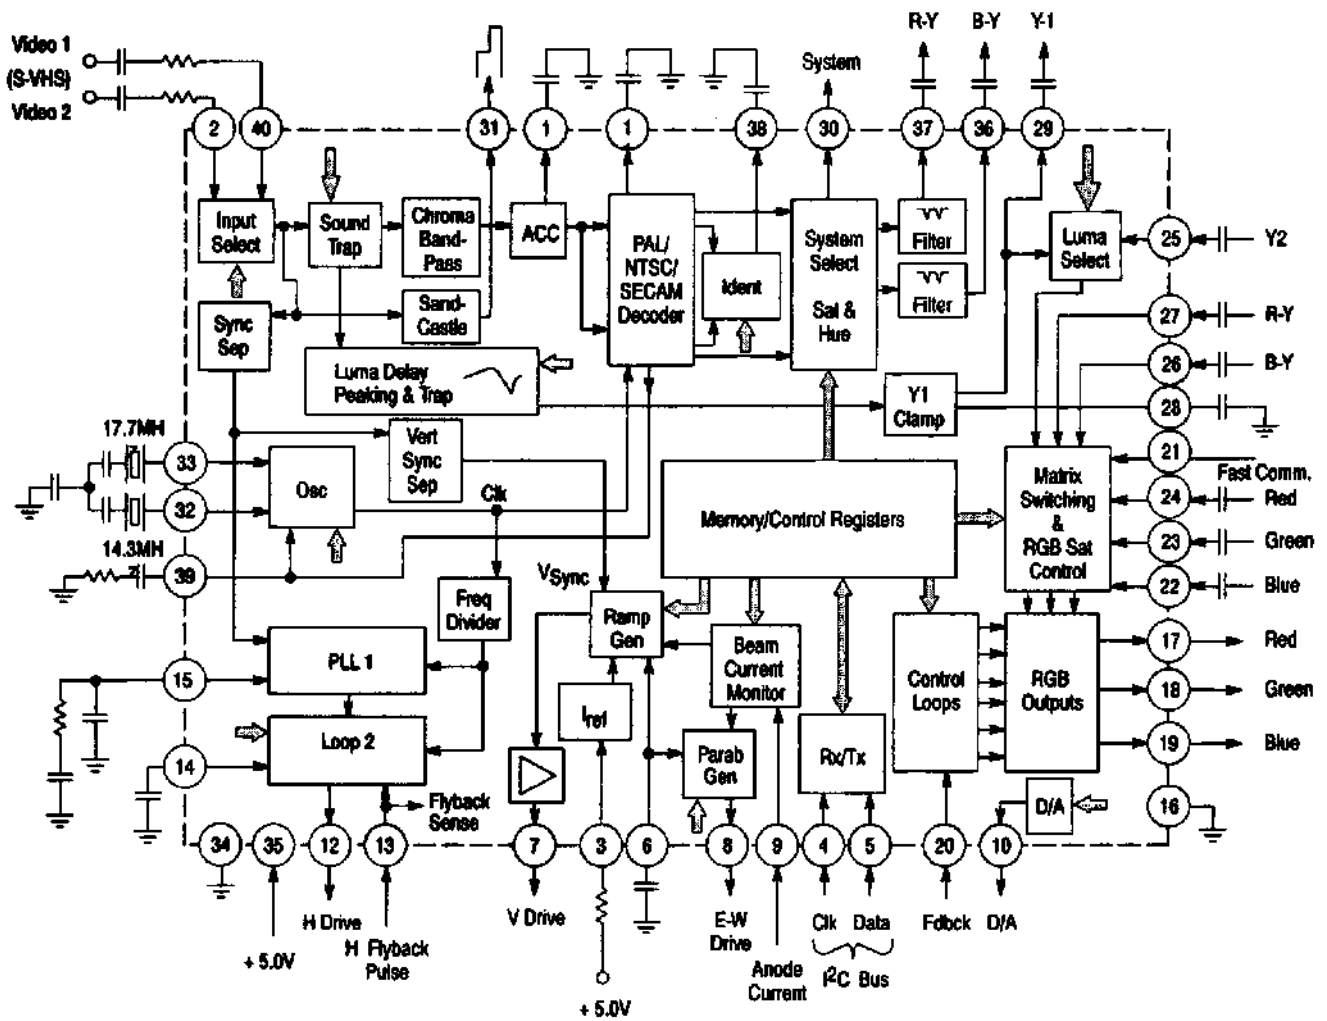 R-Y B-Y Y-1
Video 1
(S-VHS)
Video 2
System
2 40 31 1 1 38 30 37 36 29
Input
Select
Sound
Trap
Chroma
Band-
Pass
ACC
PAL/
NTSC/
SECAM
Decoder
Ident
System
Select
Sat &
Hue
Filter
Filter
Luma
Select
25 Y2
27 R-Y
26 B-Y
28
Sync
Sep
Sand-
Castle
Luma Delay
Peaking & Trap
Y1
Clamp
17.7MH
33
32
14.3MH
39
Osc
Vert
Sync
Sep
Clk
Memory/Control Registers
Matrix
Switching
&
RGB Sat
Control
21
Fast Comm.
24 Red
23 Green
22 Blue
VSync
Freq
Divider
Ramp
Gen
Beam
Current
Monitor
PLL 1
15
Iref
Control
Loops
RGB
Outputs
17 Red
18 Green
19 Blue
Loop 2
14
Parab
Gen
Rx/Tx
D/A
16
Flyback
Sense
34 35 12 13 7 3 6 8 9 4 5 20 10
H Drive
+ 5.0V
H Flyback
Pulse
V Drive
+ 5.0V
E-W
Drive
Anode
Current
Clk Data
I2C Bus
Fdbck D/A